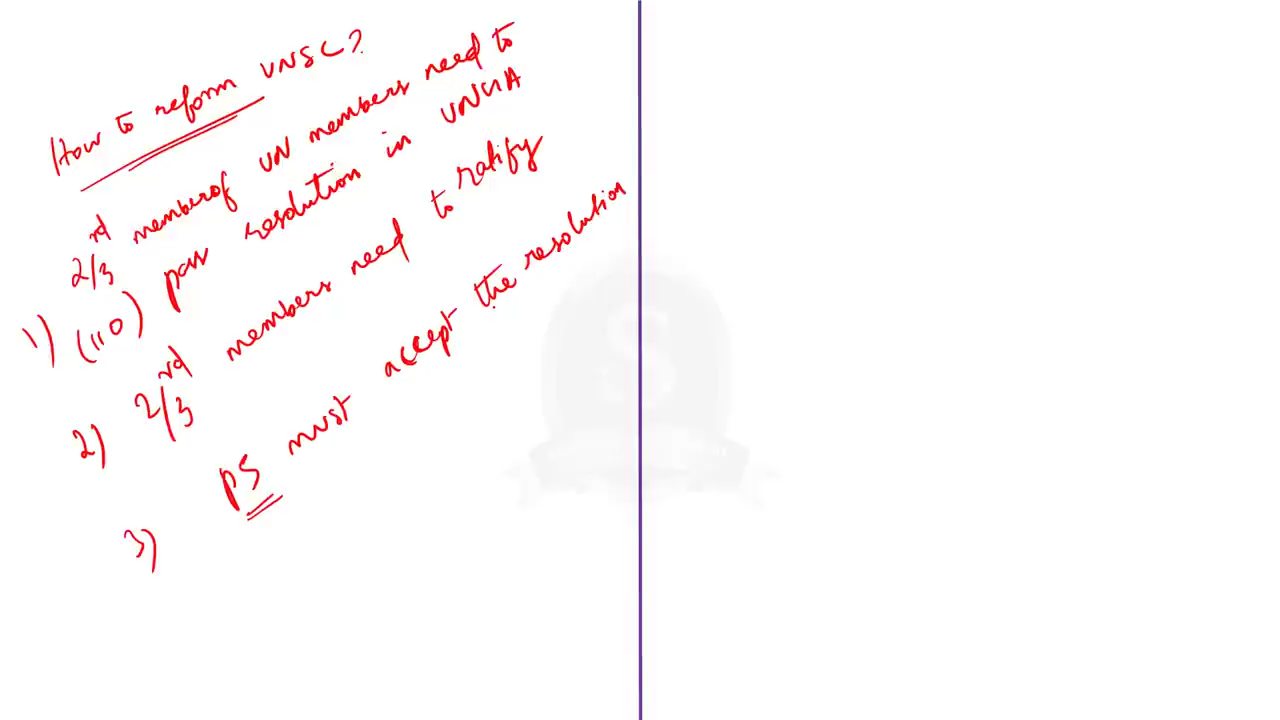 How to reform UNSC?
1) 2/3rd member of UN members need to
(110) pass resolution in UNGA
2) 2/3rd members need to ratify
3) P5 must accept the resolution